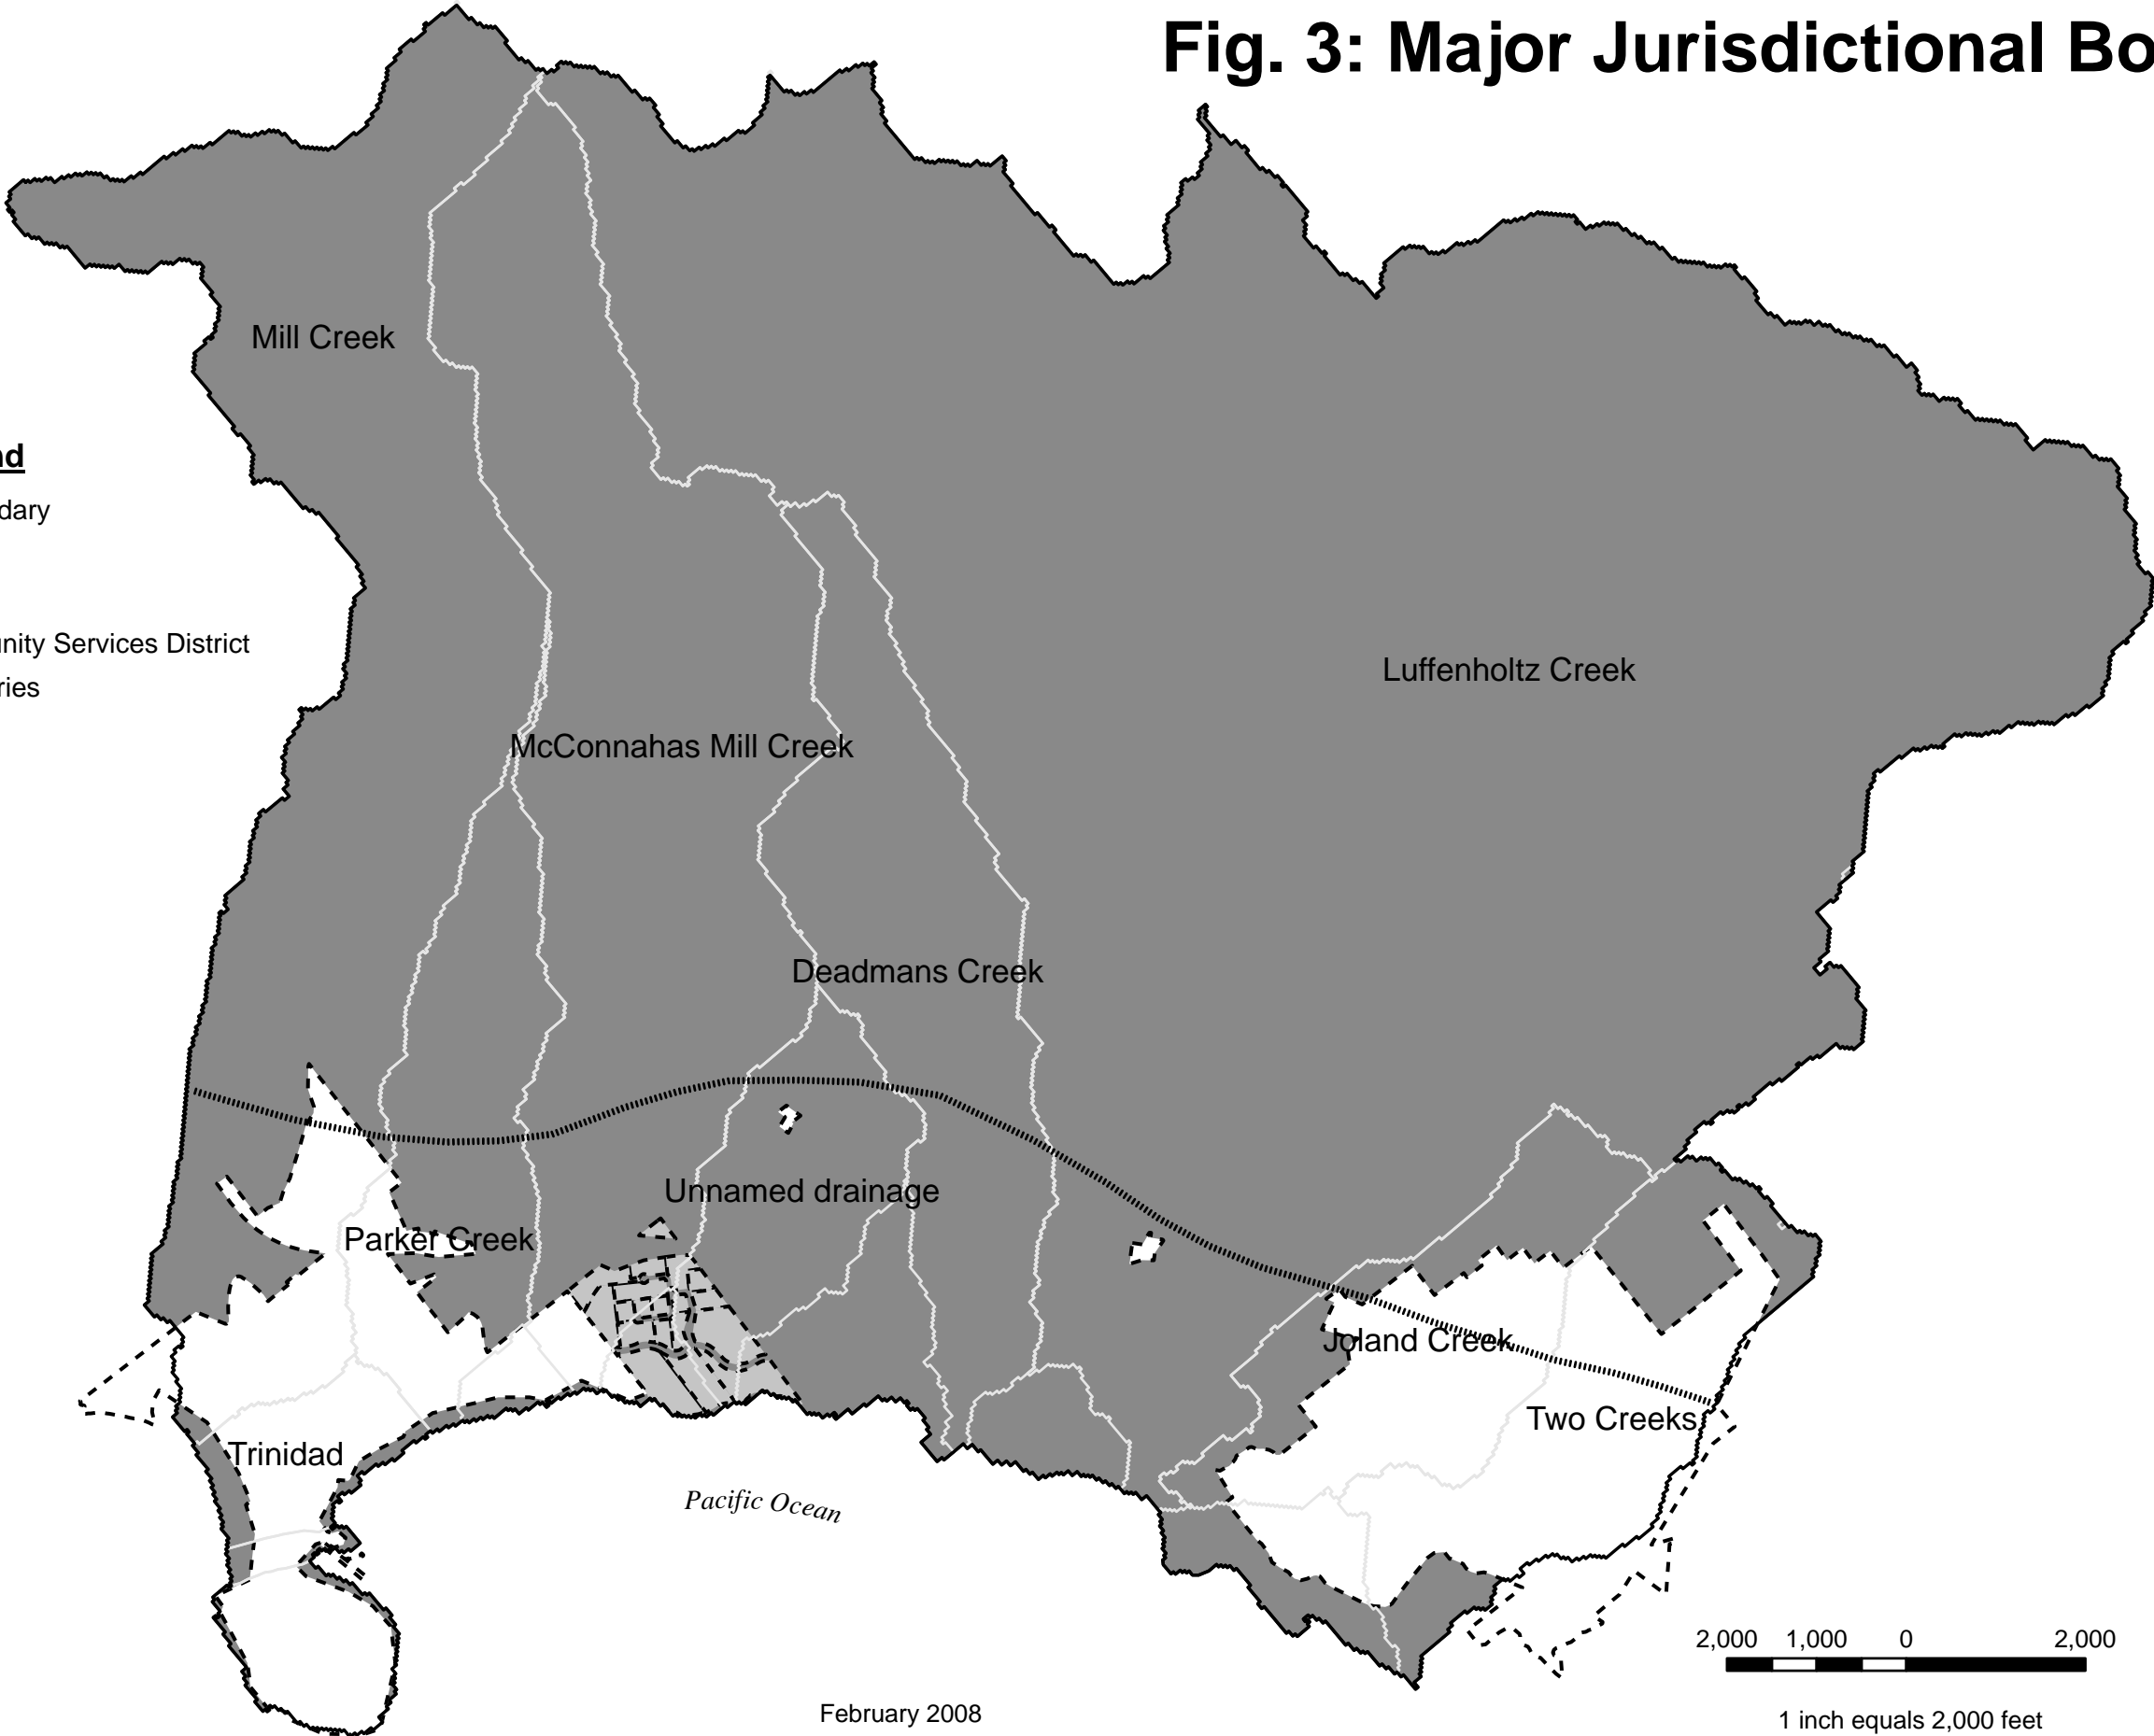 Fig. 3: Major Jurisdictional Bo
Mill Creek
nd
dary
unity Services District
ries
Luffenholtz Creek
McConnahas Mill Creek
Deadmans Creek
Unnamed drainage
Parker Creek
Joland Creek
Two Creeks
Trinidad
Pacific Ocean
2,000 1,000 0 2,000
February 2008
1 inch equals 2,000 feet